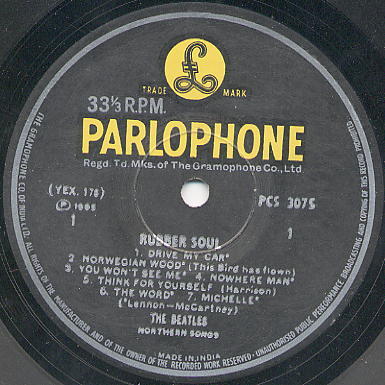 £
TRADE MARK
33⅓ R.P.M.
PARLOPHONE
Regd. Td. Mks. of The Gramophone Co., Ltd
(YEX. 178)
PCS 3075
℗ 1965
1
1
RUBBER SOUL
1. DRIVE MY CAR*
2. NORWEGIAN WOOD* (This Bird has flown)
3. YOU WON'T SEE ME* 4. NOWHERE MAN*
5. THINK FOR YOURSELF (Harrison)
6. THE WORD* 7. MICHELLE*
(*Lennon-McCartney)
THE BEATLES
NORTHERN SONGS
MADE IN INDIA
THE GRAMOPHONE CO. OF INDIA LTD. ALL RIGHTS OF THE MANUFACTURER AND OF THE OWNER OF THE RECORDED WORK RESERVED. UNAUTHORISED PUBLIC PERFORMANCE, BROADCASTING AND COPYING OF THIS RECORD PROHIBITED